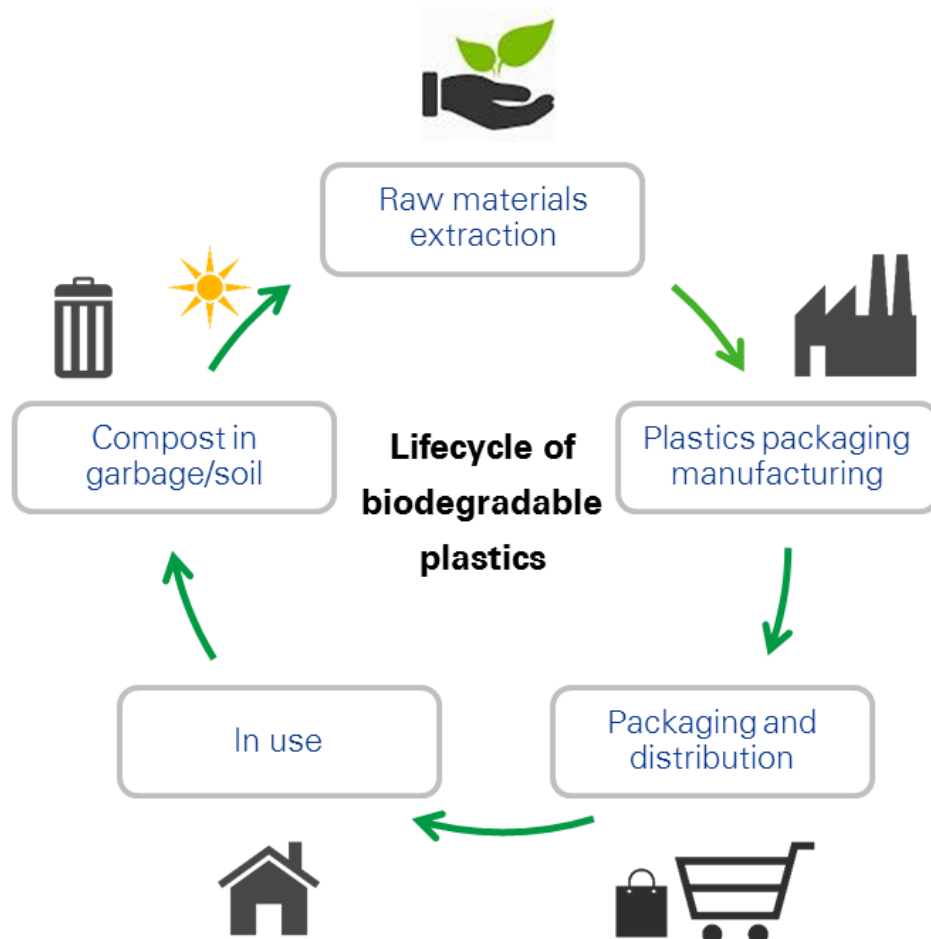 Raw materials
extraction
Compost in
garbage/soil
Lifecycle of
biodegradable
plastics
Plastics packaging
manufacturing
In use
Packaging and
distribution